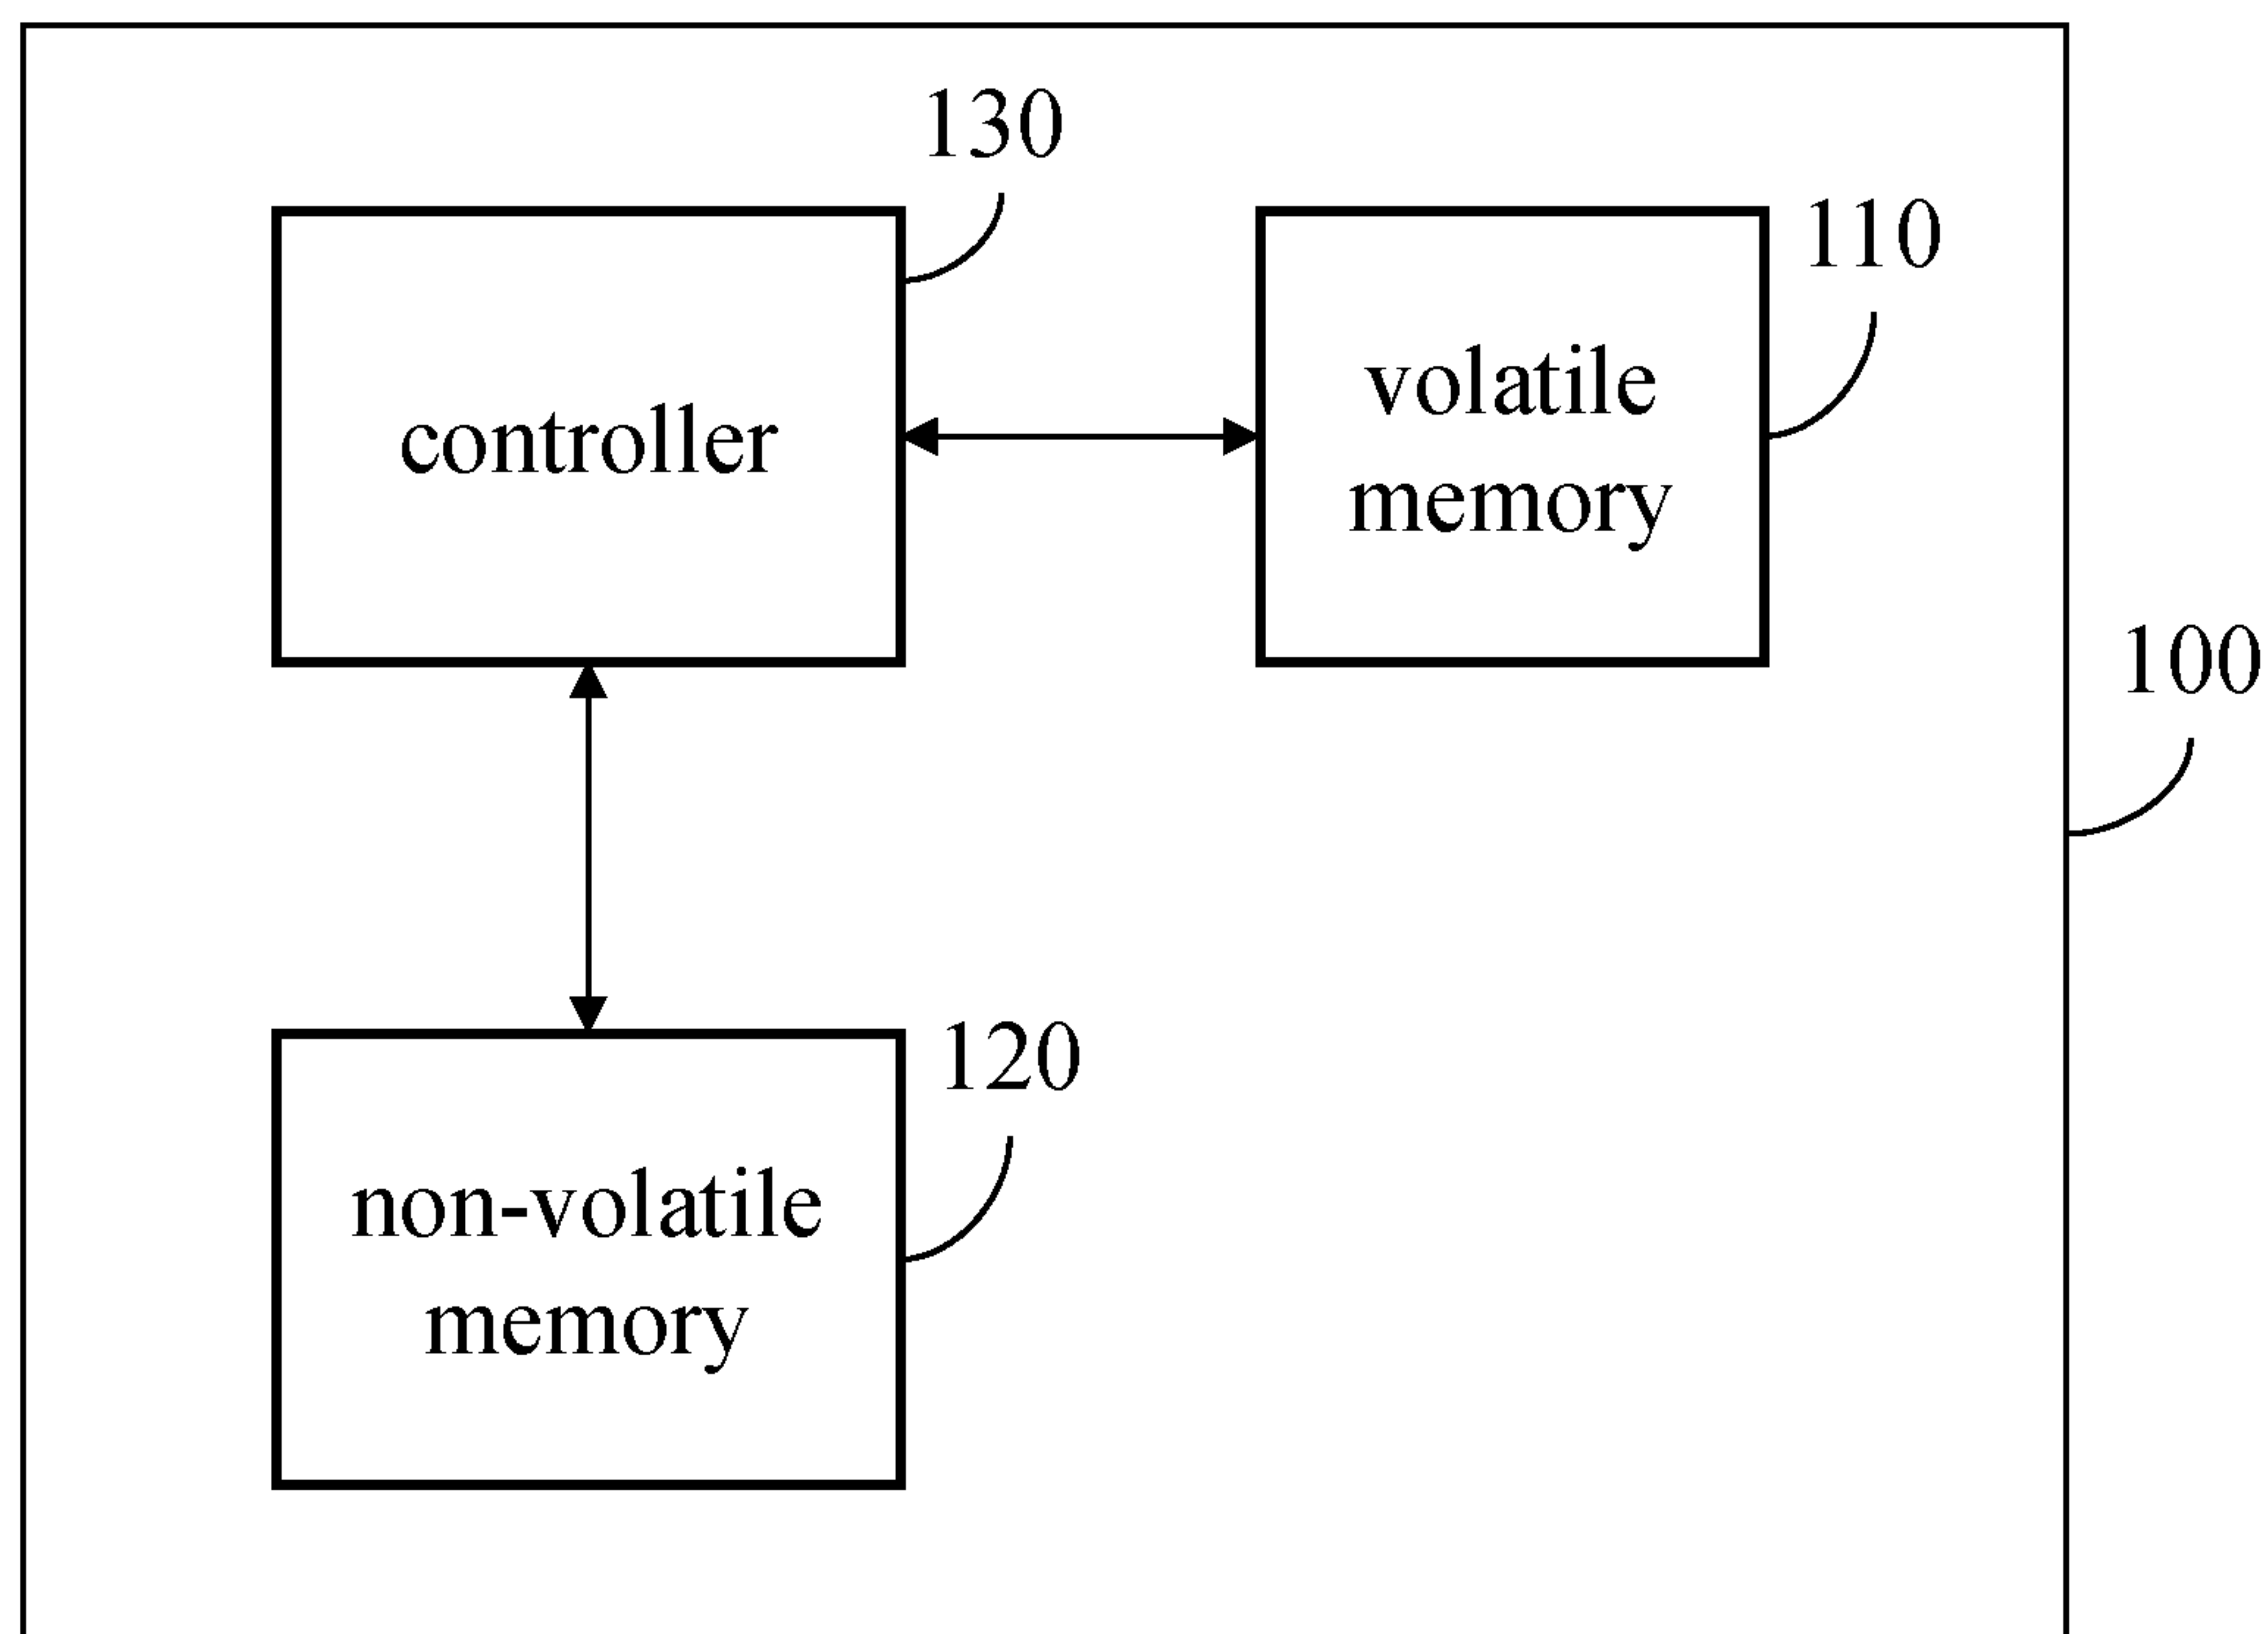 130
110
controller
volatile
memory
100
120
non-volatile
memory